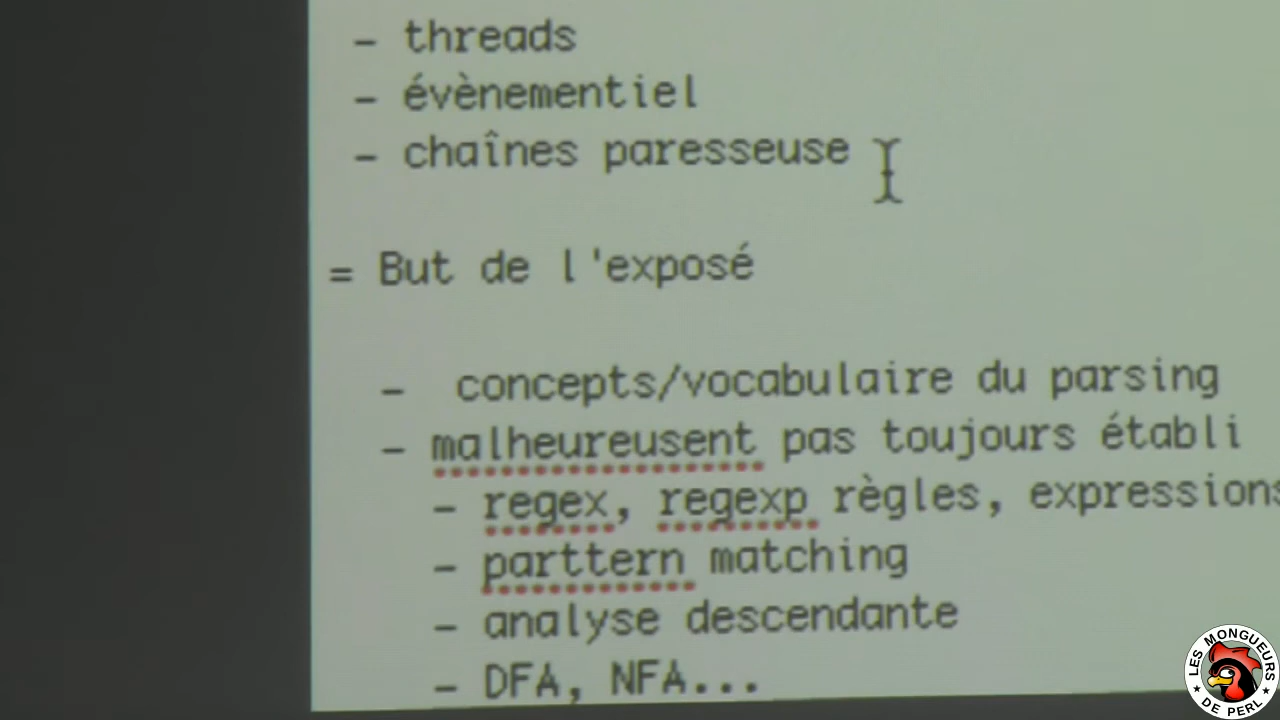 - threads
- évènementiel
- chaînes paresseuse
= But de l'exposé
- concepts/vocabulaire du parsing
- malheureusent pas toujours établi
- regex, regexp règles, expressions
- parttern matching
- analyse descendante
- DFA, NFA...
LES MONGUEURS
DE PERL